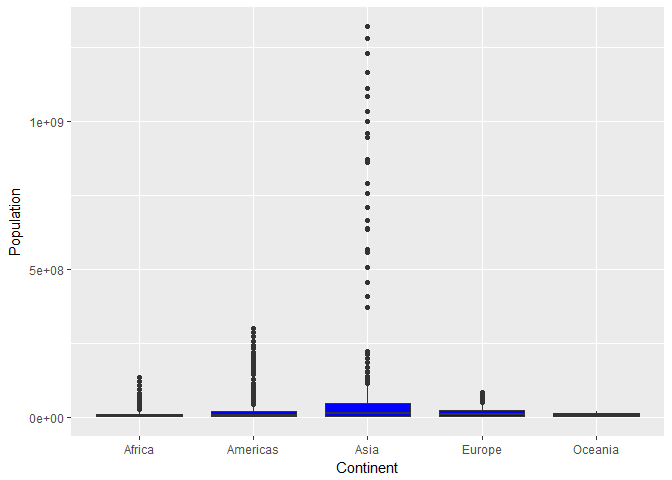 Population
1e+09
5e+08
0e+00
Africa
Americas
Asia
Europe
Oceania
Continent